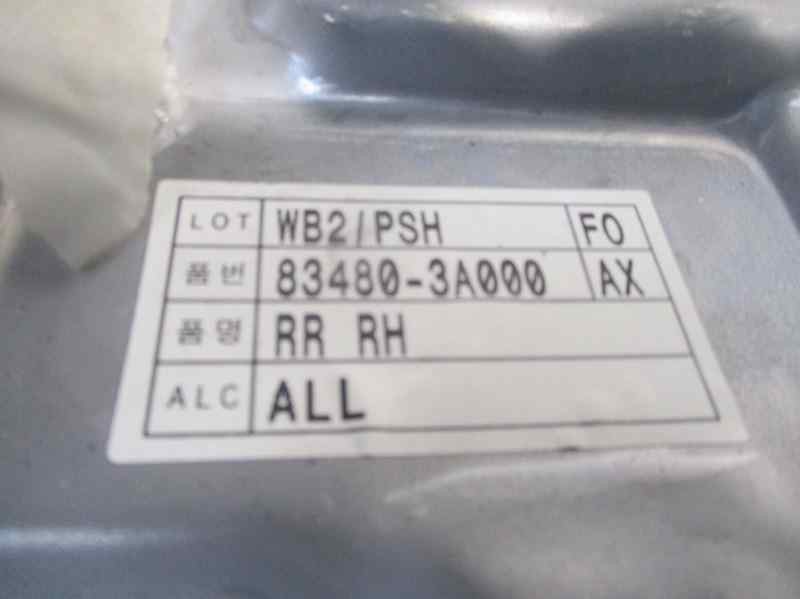 LOT WB2/PSH FO
품번 83480-3A000 AX
품명 RR RH
ALC ALL